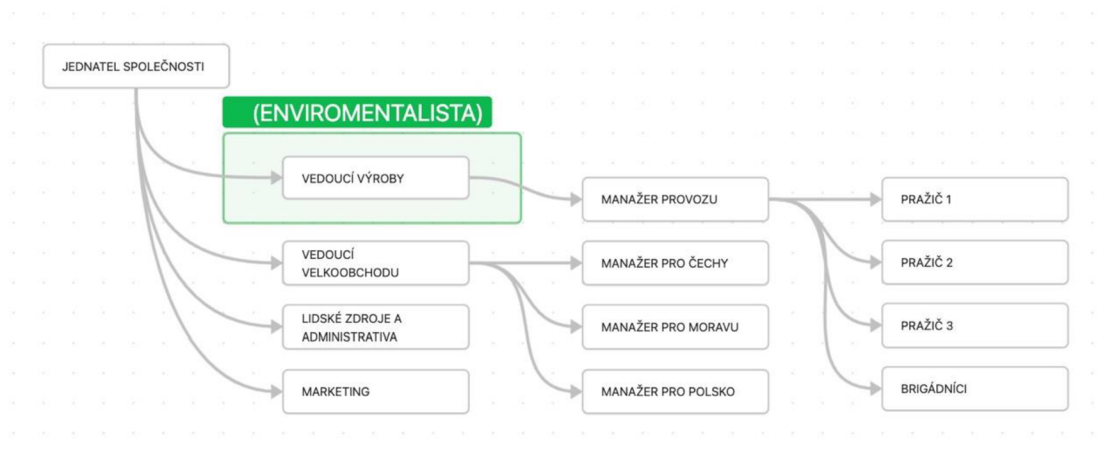 JEDNATEL SPOLEČNOSTI
(ENVIROMENTALISTA)
VEDOUCÍ VÝROBY
MANAŽER PROVOZU
PRAŽIČ 1
VEDOUCÍ
VELKOOBCHODU
MANAŽER PRO ČECHY
PRAŽIČ 2
LIDSKÉ ZDROJE A
ADMINISTRATIVA
MANAŽER PRO MORAVU
PRAŽIČ 3
MARKETING
MANAŽER PRO POLSKO
BRIGÁDNÍCI